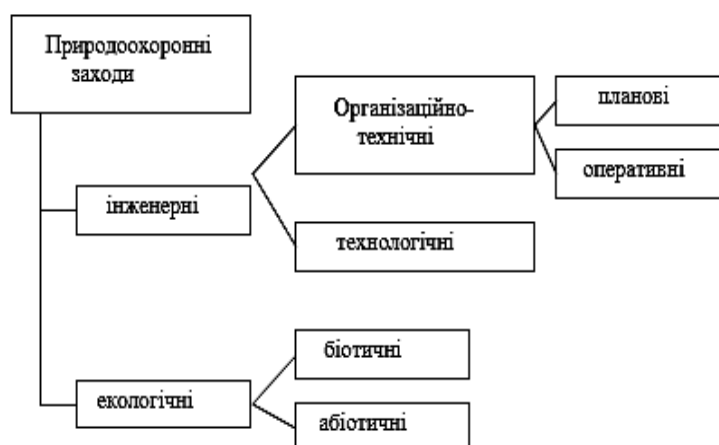 Природоохоронні
заходи
Організаційно-
технічні
планові
оперативні
інженерні
технологічні
біотичні
екологічні
абіотичні